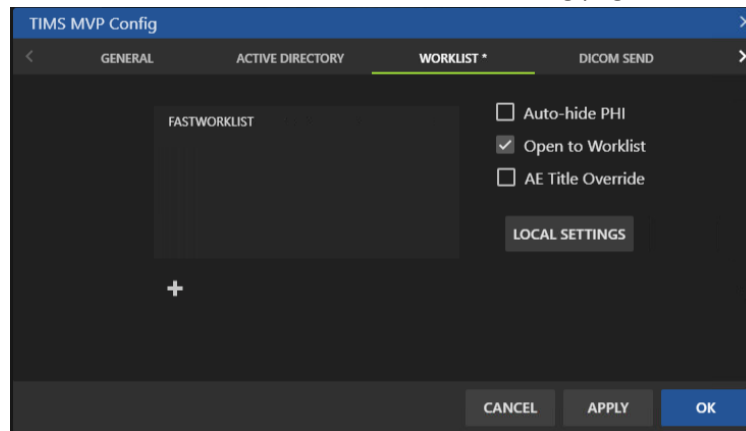 TIMS MVP Config
GENERAL ACTIVE DIRECTORY WORKLIST * DICOM SEND
FASTWORKLIST
Auto-hide PHI
Open to Worklist
AE Title Override
LOCAL SETTINGS
CANCEL APPLY OK